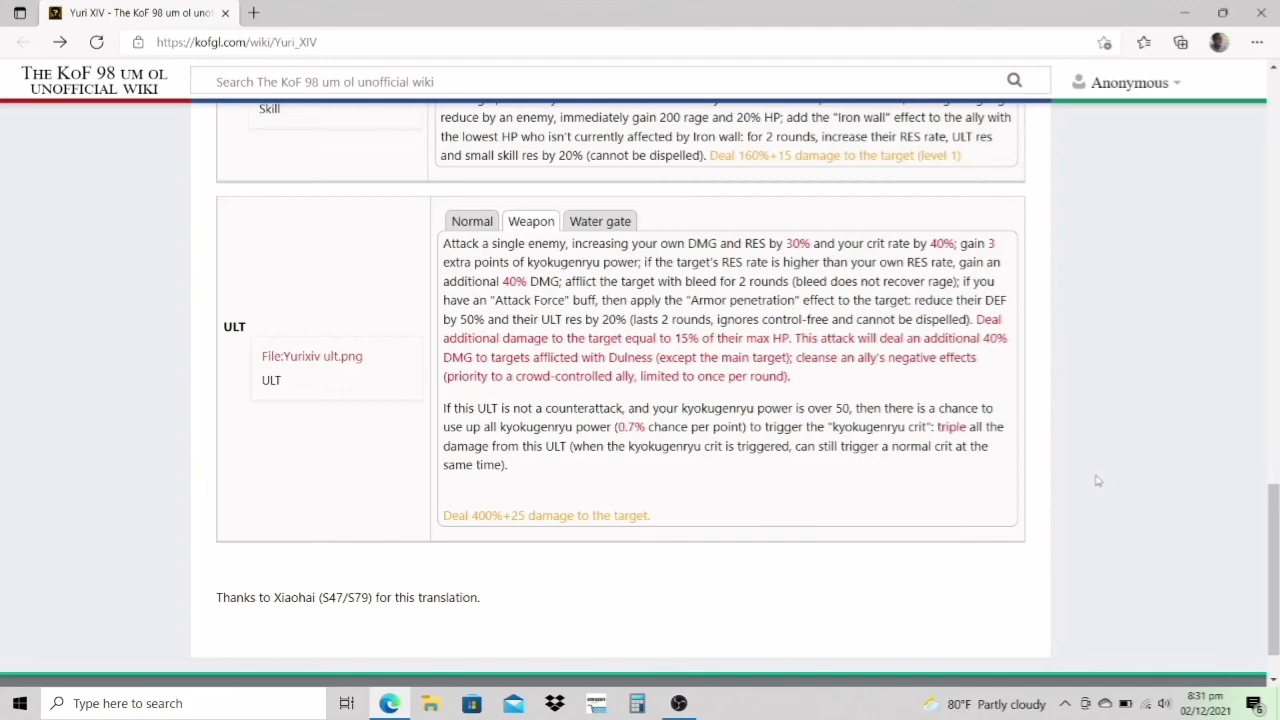 Yuri XIV - The KoF 98 um ol unof
https://kofgl.com/wiki/Yuri_XIV
THE KOF 98 UM OL
UNOFFICIAL WIKI
Search The KoF 98 um ol unofficial wiki
Anonymous
Skill
reduce by an enemy, immediately gain 200 rage and 20% HP; add the "Iron wall" effect to the ally with
the lowest HP who isn't currently affected by Iron wall: for 2 rounds, increase their RES rate, ULT res
and small skill res by 20% (cannot be dispelled). Deal 160%+15 damage to the target (level 1)
ULT
File:Yurixiv ult.png
ULT
Normal
Weapon
Water gate
Attack a single enemy, increasing your own DMG and RES by 30% and your crit rate by 40%; gain 3
extra points of kyokugenryu power; if the target's RES rate is higher than your own RES rate, gain an
additional 40% DMG; afflict the target with bleed for 2 rounds (bleed does not recover rage); if you
have an "Attack Force" buff, then apply the "Armor penetration" effect to the target: reduce their DEF
by 50% and their ULT res by 20% (lasts 2 rounds, ignores control-free and cannot be dispelled). Deal
additional damage to the target equal to 15% of their max HP. This attack will deal an additional 40%
DMG to targets afflicted with Dulness (except the main target); cleanse an ally's negative effects
(priority to a crowd-controlled ally, limited to once per round).
If this ULT is not a counterattack, and your kyokugenryu power is over 50, then there is a chance to
use up all kyokugenryu power (0.7% chance per point) to trigger the "kyokugenryu crit": triple all the
damage from this ULT (when the kyokugenryu crit is triggered, can still trigger a normal crit at the
same time).
Deal 400%+25 damage to the target.
Thanks to Xiaohai (S47/S79) for this translation.
Type here to search
amazon
80°F Partly cloudy
8:31 pm
02/12/2021
6